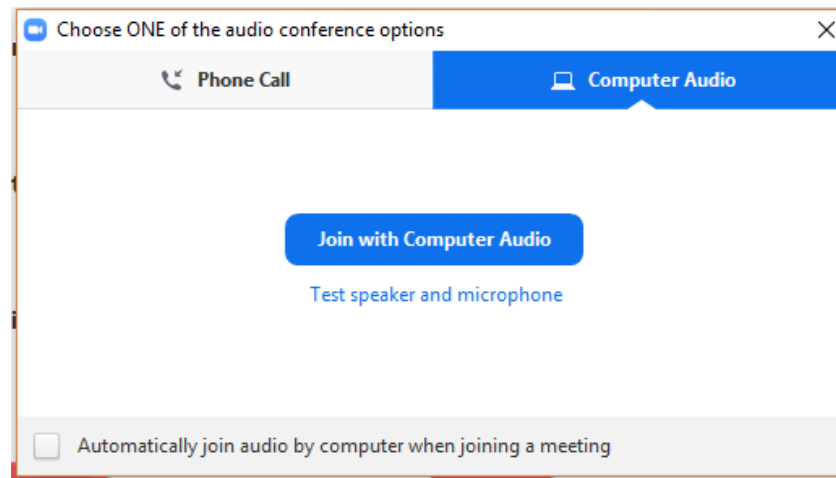 Choose ONE of the audio conference options
Phone Call
Computer Audio
Join with Computer Audio
Test speaker and microphone
Automatically join audio by computer when joining a meeting